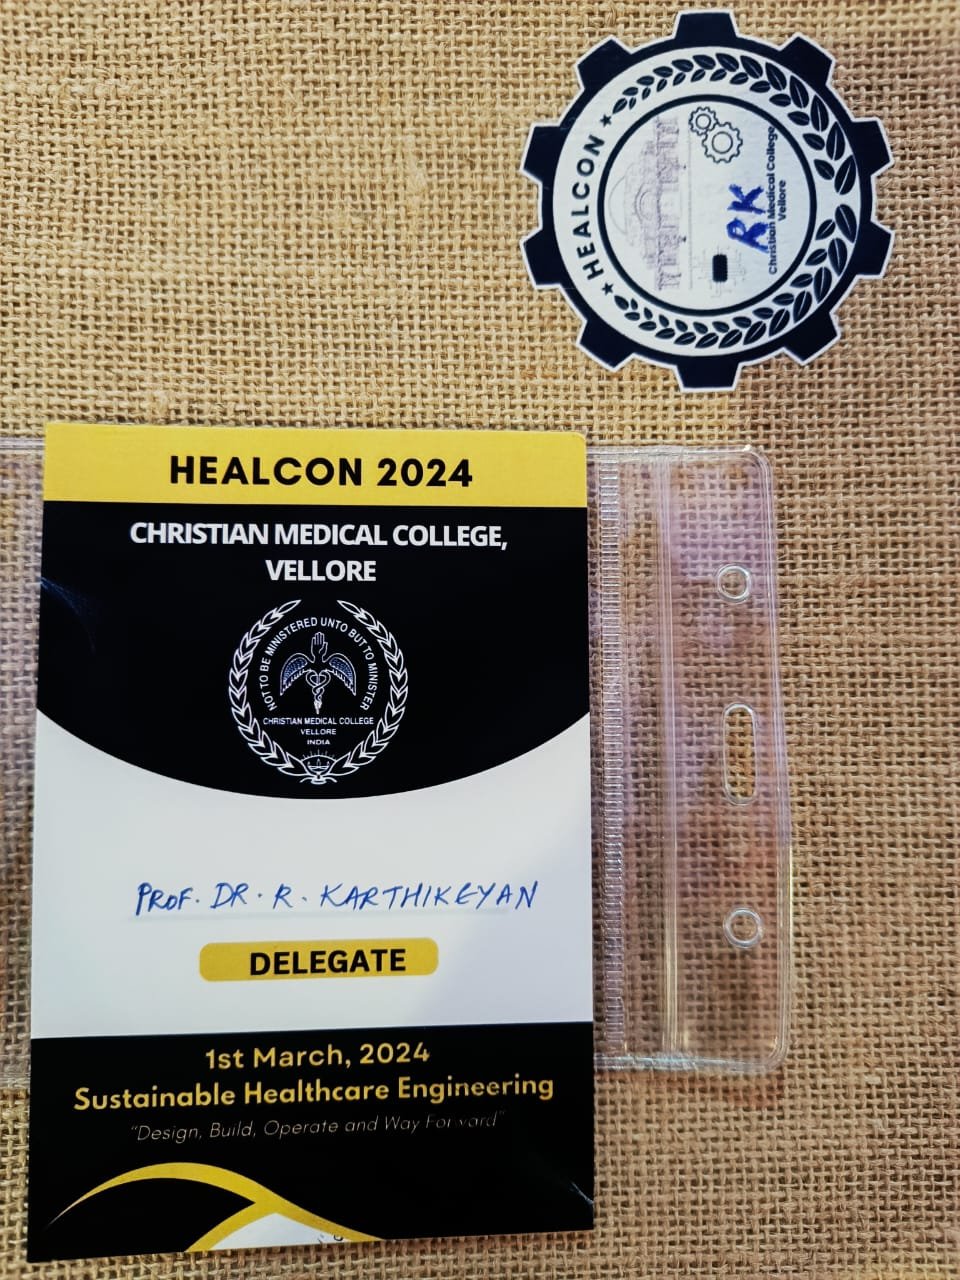 HEALCON
RK
Christian Medical College
Vellore
HEALCON 2024
CHRISTIAN MEDICAL COLLEGE,
VELLORE
NOT TO BE MINISTERED UNTO BUT TO MINISTER
CHRISTIAN MEDICAL COLLEGE
VELLORE
INDIA
PROF. DR. R. KARTHIKEYAN
DELEGATE
1st March, 2024
Sustainable Healthcare Engineering
"Design, Build, Operate and Way Forward"